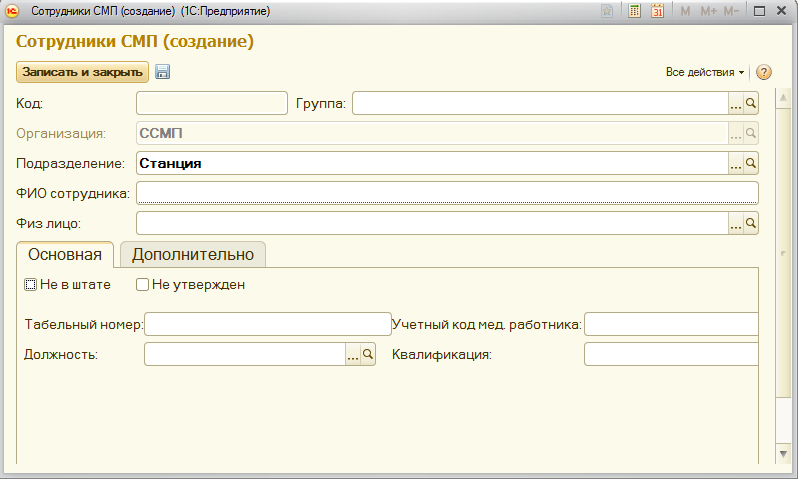 Сотрудники СМП (создание) (1С:Предприятие)
M M+ M-
31
Сотрудники СМП (создание)
Записать и закрыть
Все действия
?
Код:
Группа:
...
Организация:
ССМП
...
Подразделение:
Станция
...
ФИО сотрудника:
Физ лицо:
...
Основная
Дополнительно
Не в штате
Не утвержден
Табельный номер:
Учетный код мед. работника:
Должность:
...
Квалификация: